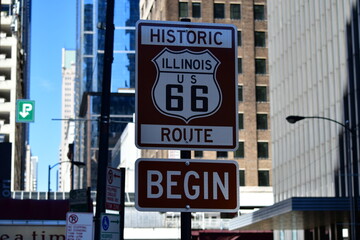 HISTORIC
ILLINOIS
US
66
ROUTE
BEGIN
P